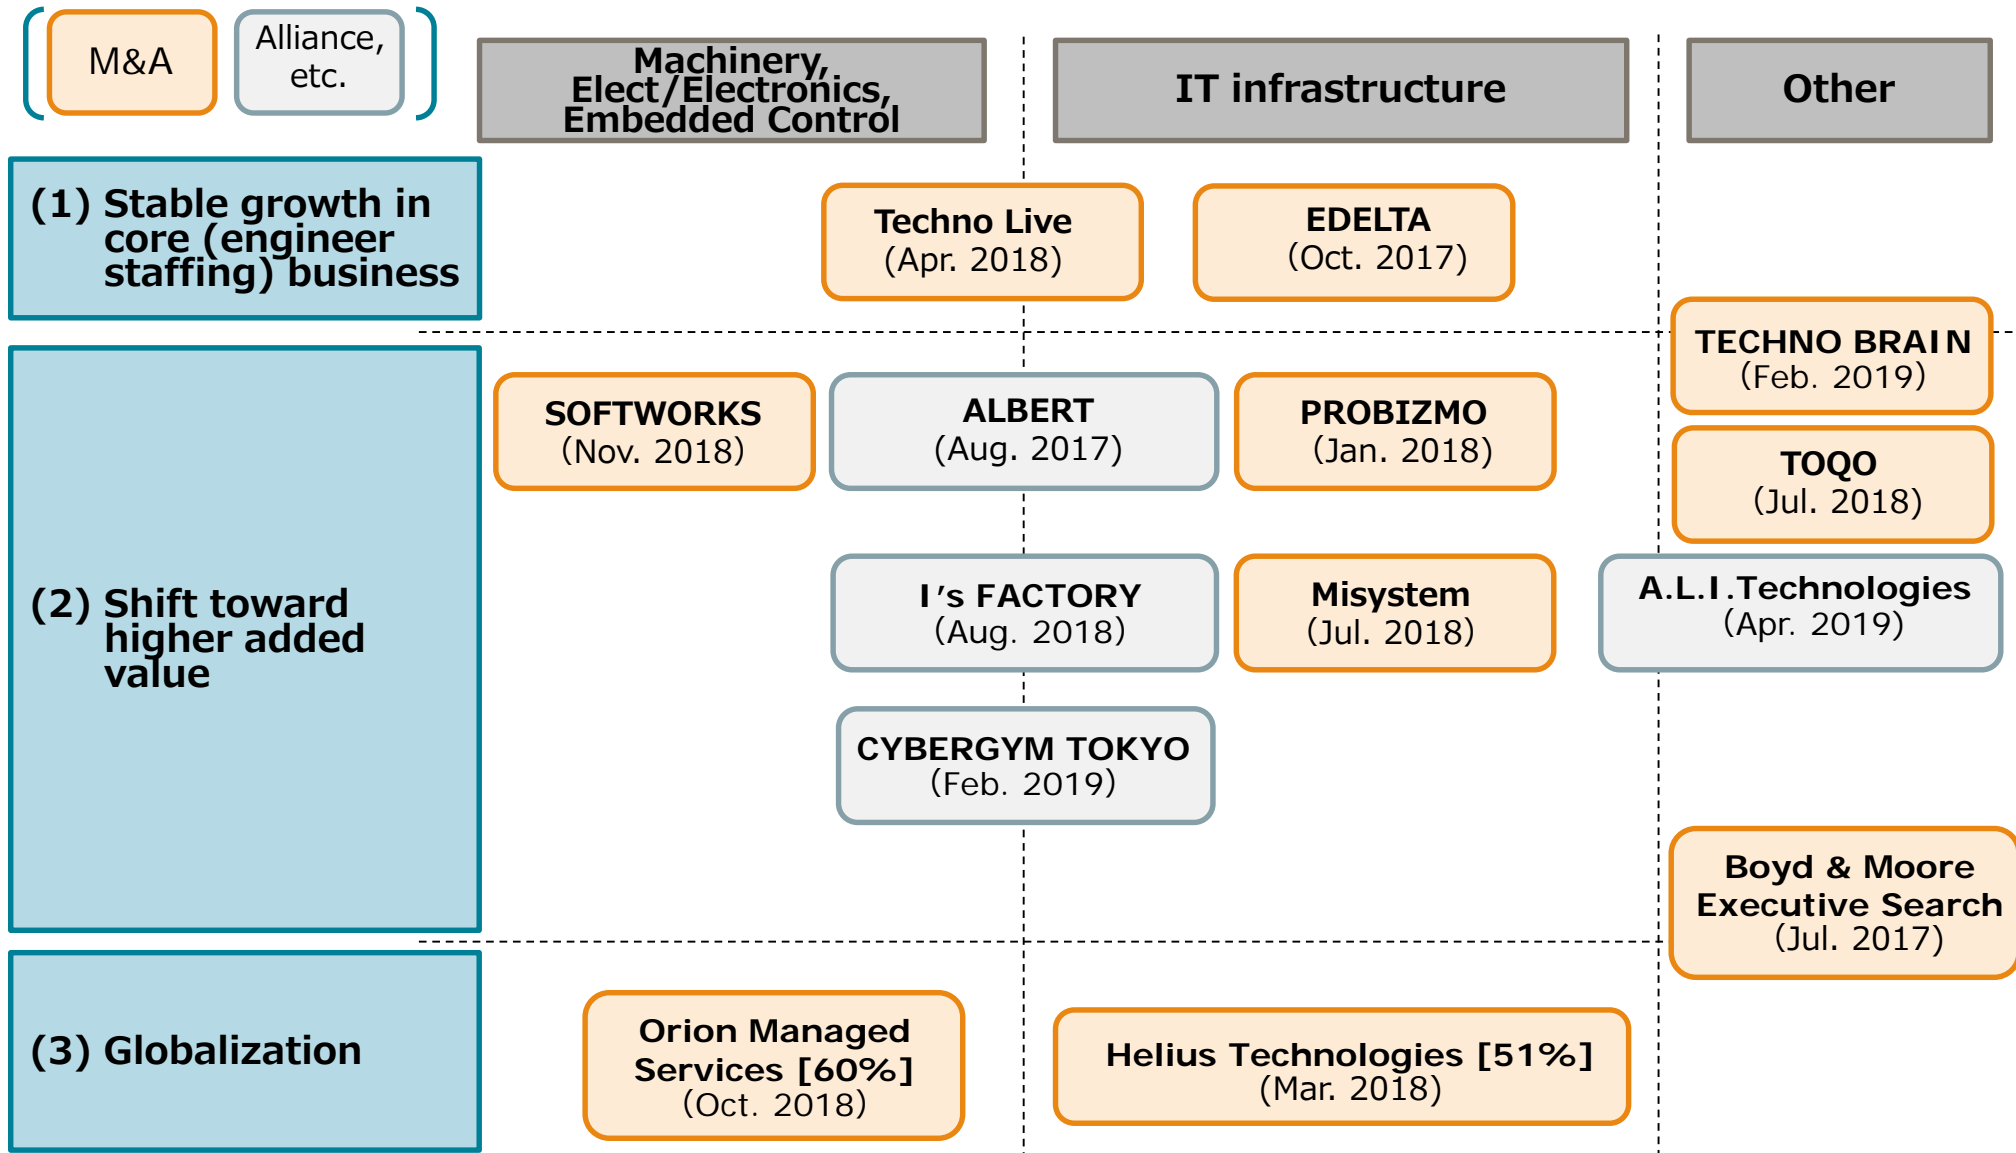 M&A
Alliance,
etc.
Machinery,
Elect/Electronics,
Embedded Control
IT infrastructure
Other
(1) Stable growth in
core (engineer
staffing) business
Techno Live
(Apr. 2018)
EDELTA
(Oct. 2017)
TECHNO BRAIN
(Feb. 2019)
(2) Shift toward
higher added
value
SOFTWORKS
(Nov. 2018)
ALBERT
(Aug. 2017)
PROBIZMO
(Jan. 2018)
TOQO
(Jul. 2018)
I's FACTORY
(Aug. 2018)
Misystem
(Jul. 2018)
A.L.I.Technologies
(Apr. 2019)
CYBERGYM TOKYO
(Feb. 2019)
Boyd & Moore
Executive Search
(Jul. 2017)
(3) Globalization
Orion Managed
Services [60%]
(Oct. 2018)
Helius Technologies [51%]
(Mar. 2018)